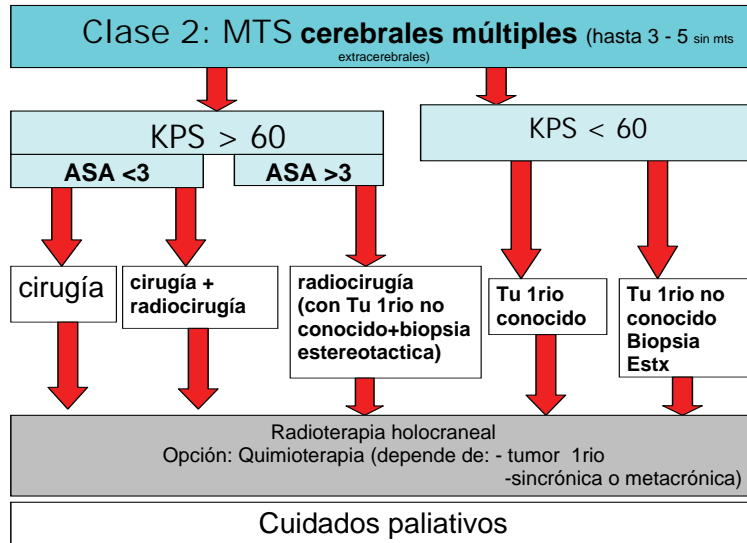 Clase 2: MTS cerebrales múltiples (hasta 3 - 5 sin mts
extracerebrales)
KPS > 60
KPS < 60
ASA <3
ASA >3
cirugía
cirugía +
radiocirugía
radiocirugía
(con Tu 1rio no
conocido+biopsia
estereotactica)
Tu 1rio
conocido
Tu 1rio no
conocido
Biopsia
Estx
Radioterapia holocraneal
Opción: Quimioterapia (depende de: - tumor 1rio
-sincrónica o metacrónica)
Cuidados paliativos